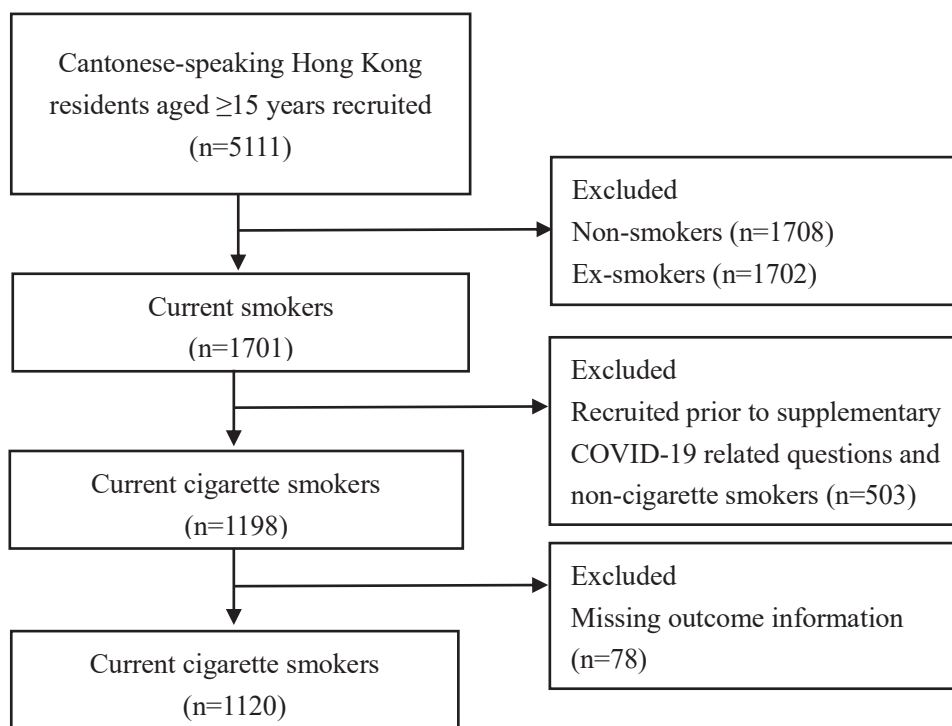 Cantonese-speaking Hong Kong
residents aged ≥15 years recruited
(n=5111)
Excluded
Non-smokers (n=1708)
Ex-smokers (n=1702)
Current smokers
(n=1701)
Excluded
Recruited prior to supplementary
COVID-19 related questions and
non-cigarette smokers (n=503)
Current cigarette smokers
(n=1198)
Excluded
Missing outcome information
(n=78)
Current cigarette smokers
(n=1120)